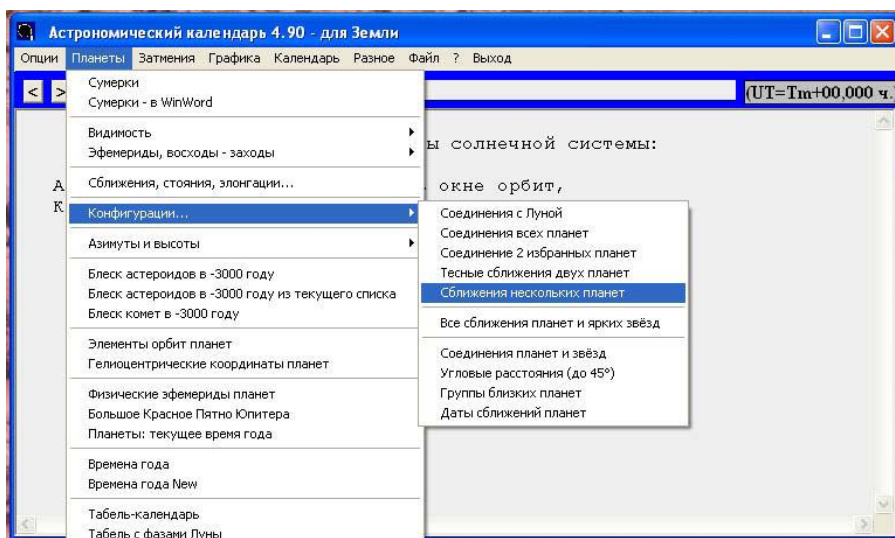 Астрономический календарь 4.90 - для Земли
Опции Планеты Затмения Графика Календарь Разное Файл ? Выход
< >
(UT=Tm+00,000 ч.)
ы солнечной системы:
А окне орбит,
К
Сумерки
Сумерки - в WinWord
Видимость
Эфемериды, восходы - заходы
Сближения, стояния, элонгации...
Конфигурации...
Азимуты и высоты
Блеск астероидов в -3000 году
Блеск астероидов в -3000 году из текущего списка
Блеск комет в -3000 году
Элементы орбит планет
Гелиоцентрические координаты планет
Физические эфемериды планет
Большое Красное Пятно Юпитера
Планеты: текущее время года
Времена года
Времена года New
Табель-календарь
Табель с фазами Луны
Соединения с Луной
Соединения всех планет
Соединение 2 избранных планет
Тесные сближения двух планет
Сближения нескольких планет
Все сближения планет и ярких звёзд
Соединения планет и звёзд
Угловые расстояния (до 45°)
Группы близких планет
Даты сближений планет